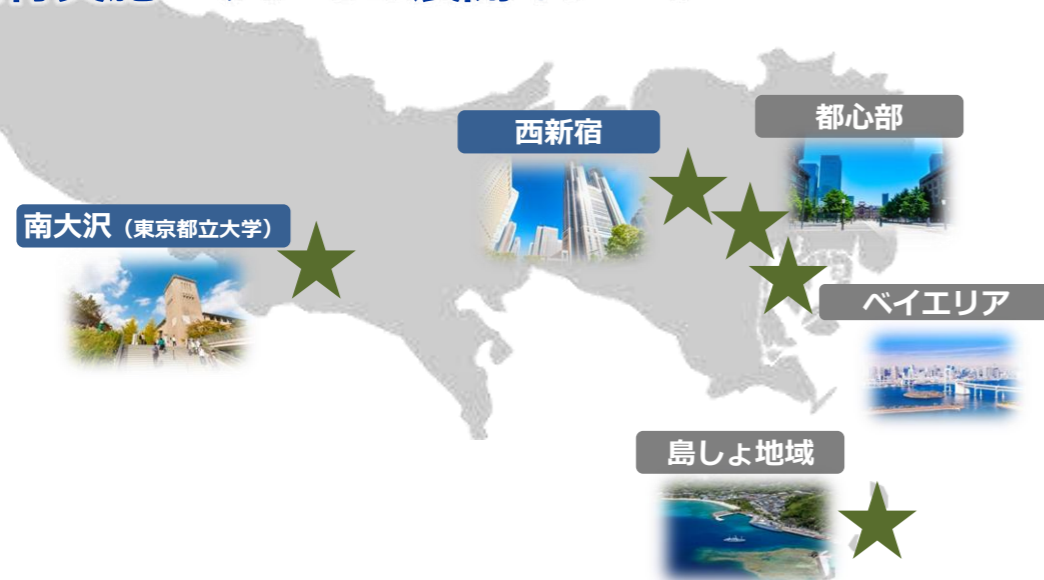 西新宿
都心部
南大沢（東京都立大学）
ベイエリア
島しょ地域